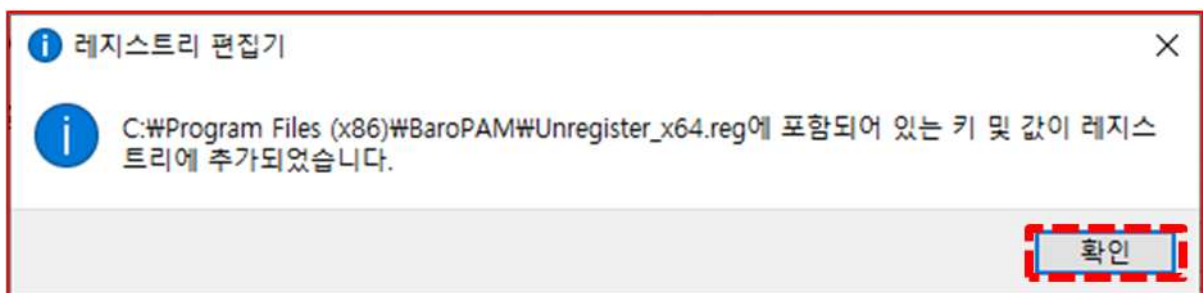 레지스트리 편집기
C:₩Program Files (x86)₩BaroPAM₩Unregister_x64.reg에 포함되어 있는 키 및 값이 레지스
트리에 추가되었습니다.
확인